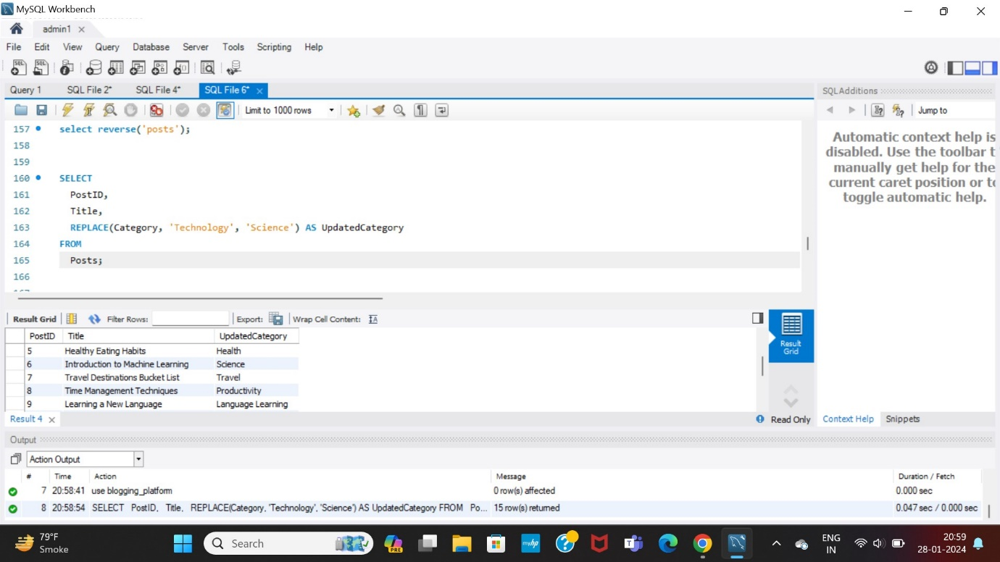 MySQL Workbench
admin1
File Edit View Query Database Server Tools Scripting Help
Query 1 SQL File 2* SQL File 4* SQL File 6*
SQLAdditions
Limit to 1000 rows
Jump to
157 select reverse('posts');
158
159
160 SELECT
161 PostID,
162 Title,
163 REPLACE(Category, 'Technology', 'Science') AS UpdatedCategory
164 FROM
165 Posts;
166
Automatic context help is
disabled. Use the toolbar t
manually get help for the
current caret position or to
toggle automatic help.
Result Grid Filter Rows: Export: Wrap Cell Content: IA
PostID Title UpdatedCategory
5 Healthy Eating Habits Health
6 Introduction to Machine Learning Science
7 Travel Destinations Bucket List Travel
8 Time Management Techniques Productivity
9 Learning a New Language Language Learning
Result
Grid
Result 4
Read Only
Context Help Snippets
Output
Action Output
# Time Action Message Duration / Fetch
7 20:58:41 use blogging_platform 0 row(s) affected 0.000 sec
8 20:58:54 SELECT PostID, Title, REPLACE(Category, 'Technology', 'Science') AS UpdatedCategory FROM Po... 15 row(s) returned 0.047 sec / 0.000 sec
79°F
Smoke
Search
PRE
myhp
ENG
IN
20:59
28-01-2024